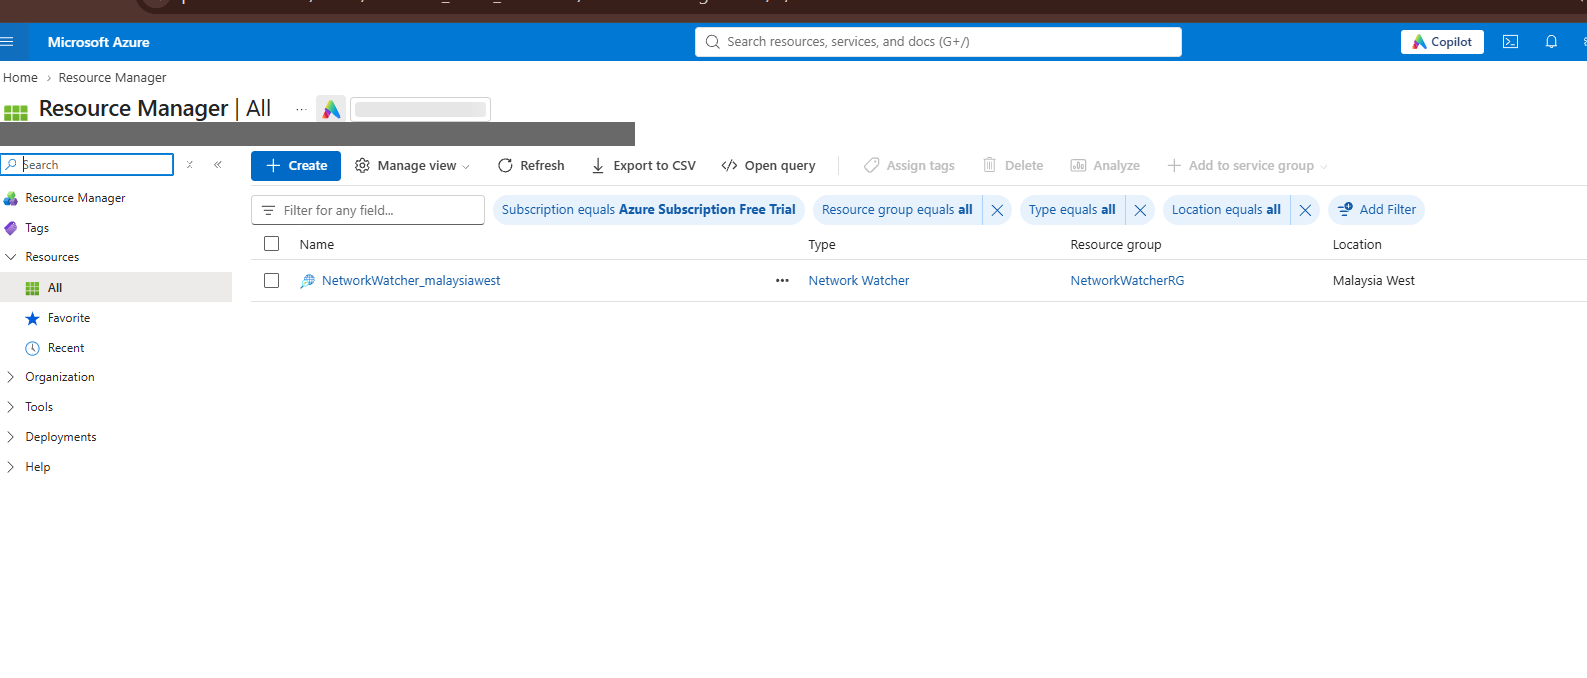 Microsoft Azure
Search resources, services, and docs (G+/)
Copilot
Home › Resource Manager
Resource Manager | All
Search
Create
Manage view
Refresh
Export to CSV
Open query
Assign tags
Delete
Analyze
Add to service group
Resource Manager
Tags
Resources
All
Favorite
Recent
Organization
Tools
Deployments
Help
Filter for any field...
Subscription equals Azure Subscription Free Trial
Resource group equals all
Type equals all
Location equals all
Add Filter
Name Type Resource group Location
NetworkWatcher_malaysiawest ••• Network Watcher NetworkWatcherRG Malaysia West